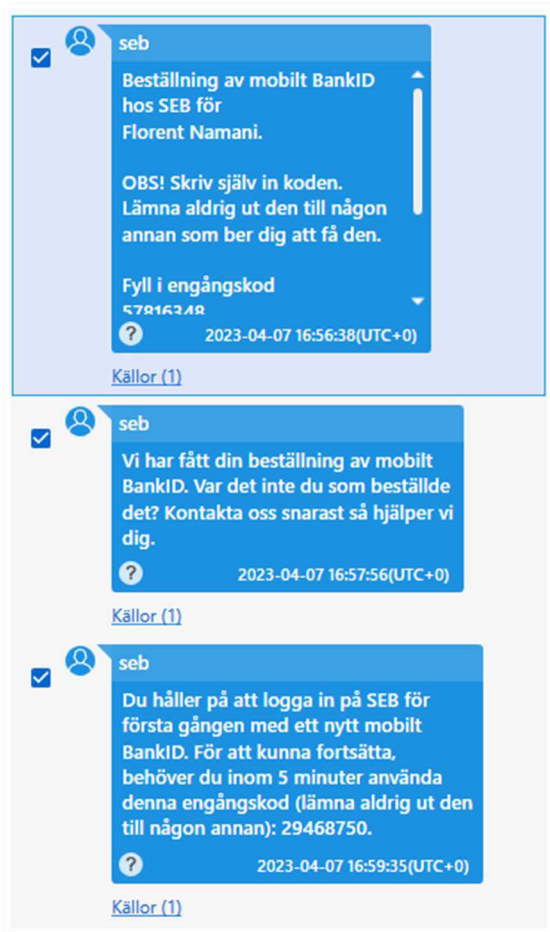 seb
Beställning av mobilt BankID
hos SEB för
Florent Namani.
OBS! Skriv själv in koden.
Lämna aldrig ut den till någon
annan som ber dig att få den.
Fyll i engångskod
57816348
? 2023-04-07 16:56:38(UTC+0)
Källor (1)
seb
Vi har fått din beställning av mobilt
BankID. Var det inte du som beställde
det? Kontakta oss snarast så hjälper vi
dig.
? 2023-04-07 16:57:56(UTC+0)
Källor (1)
seb
Du håller på att logga in på SEB för
första gången med ett nytt mobilt
BankID. För att kunna fortsätta,
behöver du inom 5 minuter använda
denna engångskod (lämna aldrig ut den
till någon annan): 29468750.
? 2023-04-07 16:59:35(UTC+0)
Källor (1)